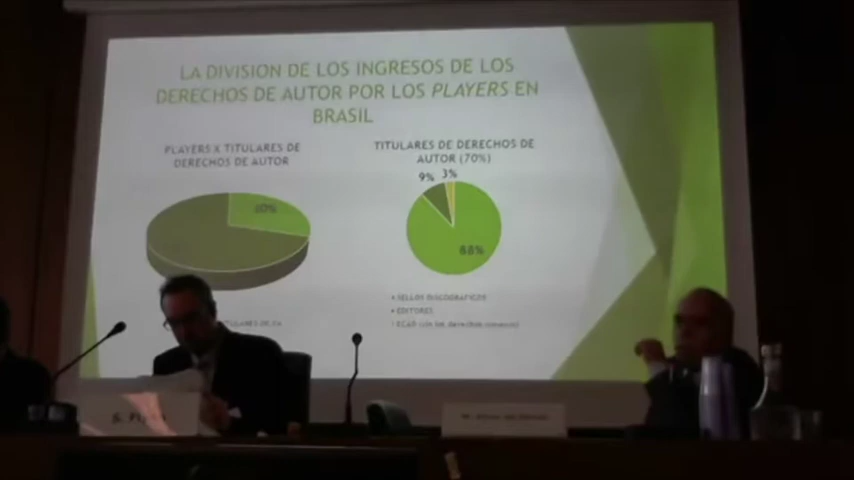 LA DIVISION DE LOS INGRESOS DE LOS
DERECHOS DE AUTOR POR LOS PLAYERS EN
BRASIL
PLAYERS X TITULARES DE
DERECHOS DE AUTOR
30%
TITULARES DE DERECHOS DE
AUTOR (70%)
9% 3%
88%
• SELLOS DISCOGRAFICOS
• EDITORES